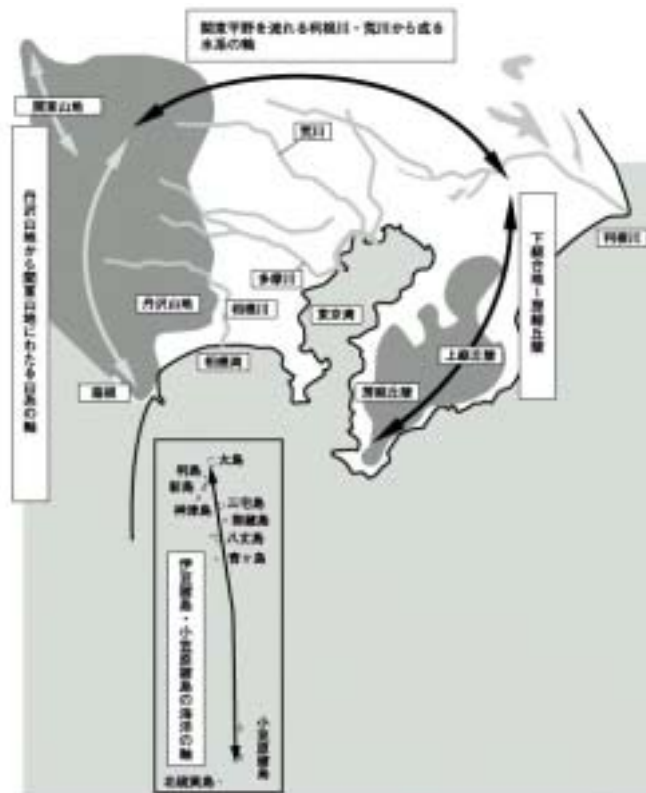 関東平野を流れる利根川・荒川から成る
水系の軸
関東山地
荒川
丹沢山地から関東山地にわたる山系の軸
利根川
下総台地～房総丘陵
多摩川
丹沢山地
相模川
東京湾
上総丘陵
相模湾
箱根
房総丘陵
大島
利島
新島
神津島
三宅島
御蔵島
八丈島
青ヶ島
伊豆諸島・小笠原諸島の海洋の軸
小笠原諸島
北硫黄島